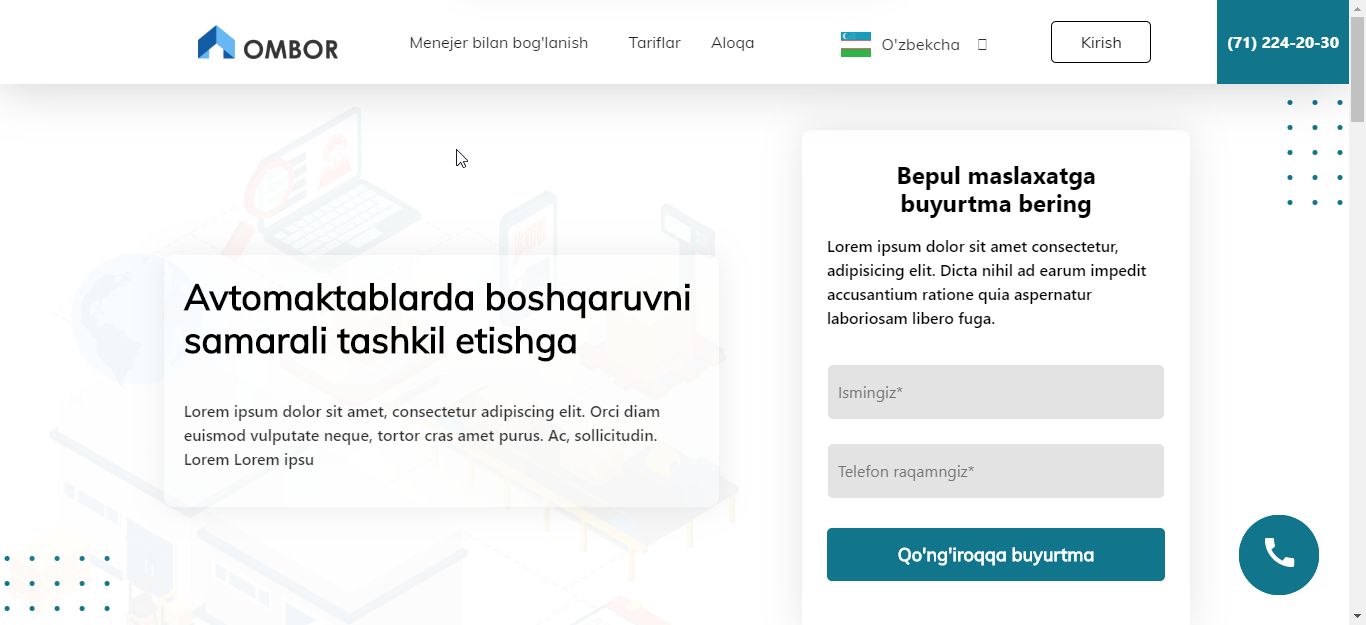 OMBOR
Menejer bilan bog'lanish
Tariflar
Aloqa
O'zbekcha
Kirish
(71) 224-20-30
Avtomaktablarda boshqaruvni
samarali tashkil etishga
Lorem ipsum dolor sit amet, consectetur adipiscing elit. Orci diam
euismod vulputate neque, tortor cras amet purus. Ac, sollicitudin.
Lorem Lorem ipsu
Bepul maslaxatga
buyurtma bering
Lorem ipsum dolor sit amet consectetur,
adipisicing elit. Dicta nihil ad earum impedit
accusantium ratione quia aspernatur
laboriosam libero fuga.
Ismingiz*
Telefon raqamngiz*
Qo'ng'iroqqa buyurtma